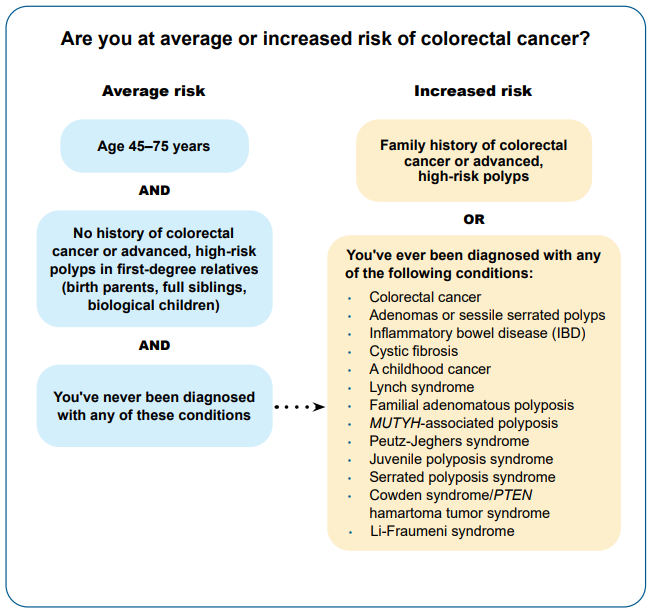 Are you at average or increased risk of colorectal cancer?
Average risk
Age 45–75 years
AND
No history of colorectal
cancer or advanced, high-risk
polyps in first-degree relatives
(birth parents, full siblings,
biological children)
AND
You've never been diagnosed
with any of these conditions
Increased risk
Family history of colorectal
cancer or advanced,
high-risk polyps
OR
You've ever been diagnosed with any
of the following conditions:
· Colorectal cancer
· Adenomas or sessile serrated polyps
· Inflammatory bowel disease (IBD)
· Cystic fibrosis
· A childhood cancer
· Lynch syndrome
· Familial adenomatous polyposis
· MUTYH-associated polyposis
· Peutz-Jeghers syndrome
· Juvenile polyposis syndrome
· Serrated polyposis syndrome
· Cowden syndrome/PTEN
hamartoma tumor syndrome
· Li-Fraumeni syndrome